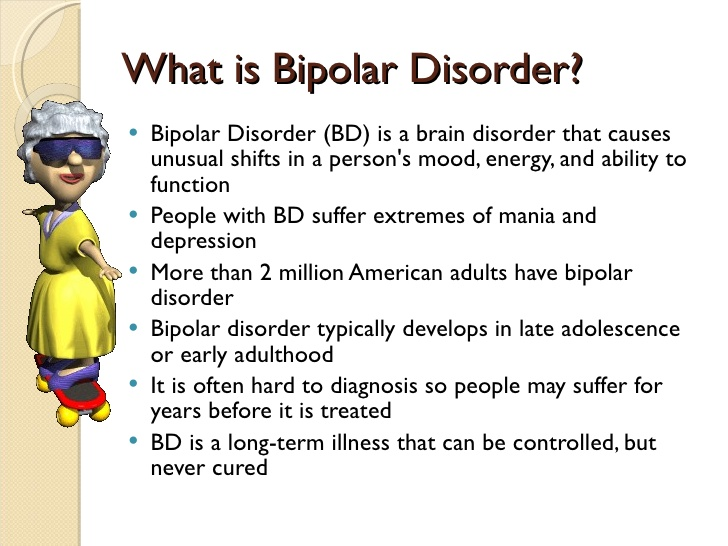 What is Bipolar Disorder?
• Bipolar Disorder (BD) is a brain disorder that causes
unusual shifts in a person's mood, energy, and ability to
function
• People with BD suffer extremes of mania and
depression
• More than 2 million American adults have bipolar
disorder
• Bipolar disorder typically develops in late adolescence
or early adulthood
• It is often hard to diagnosis so people may suffer for
years before it is treated
• BD is a long-term illness that can be controlled, but
never cured